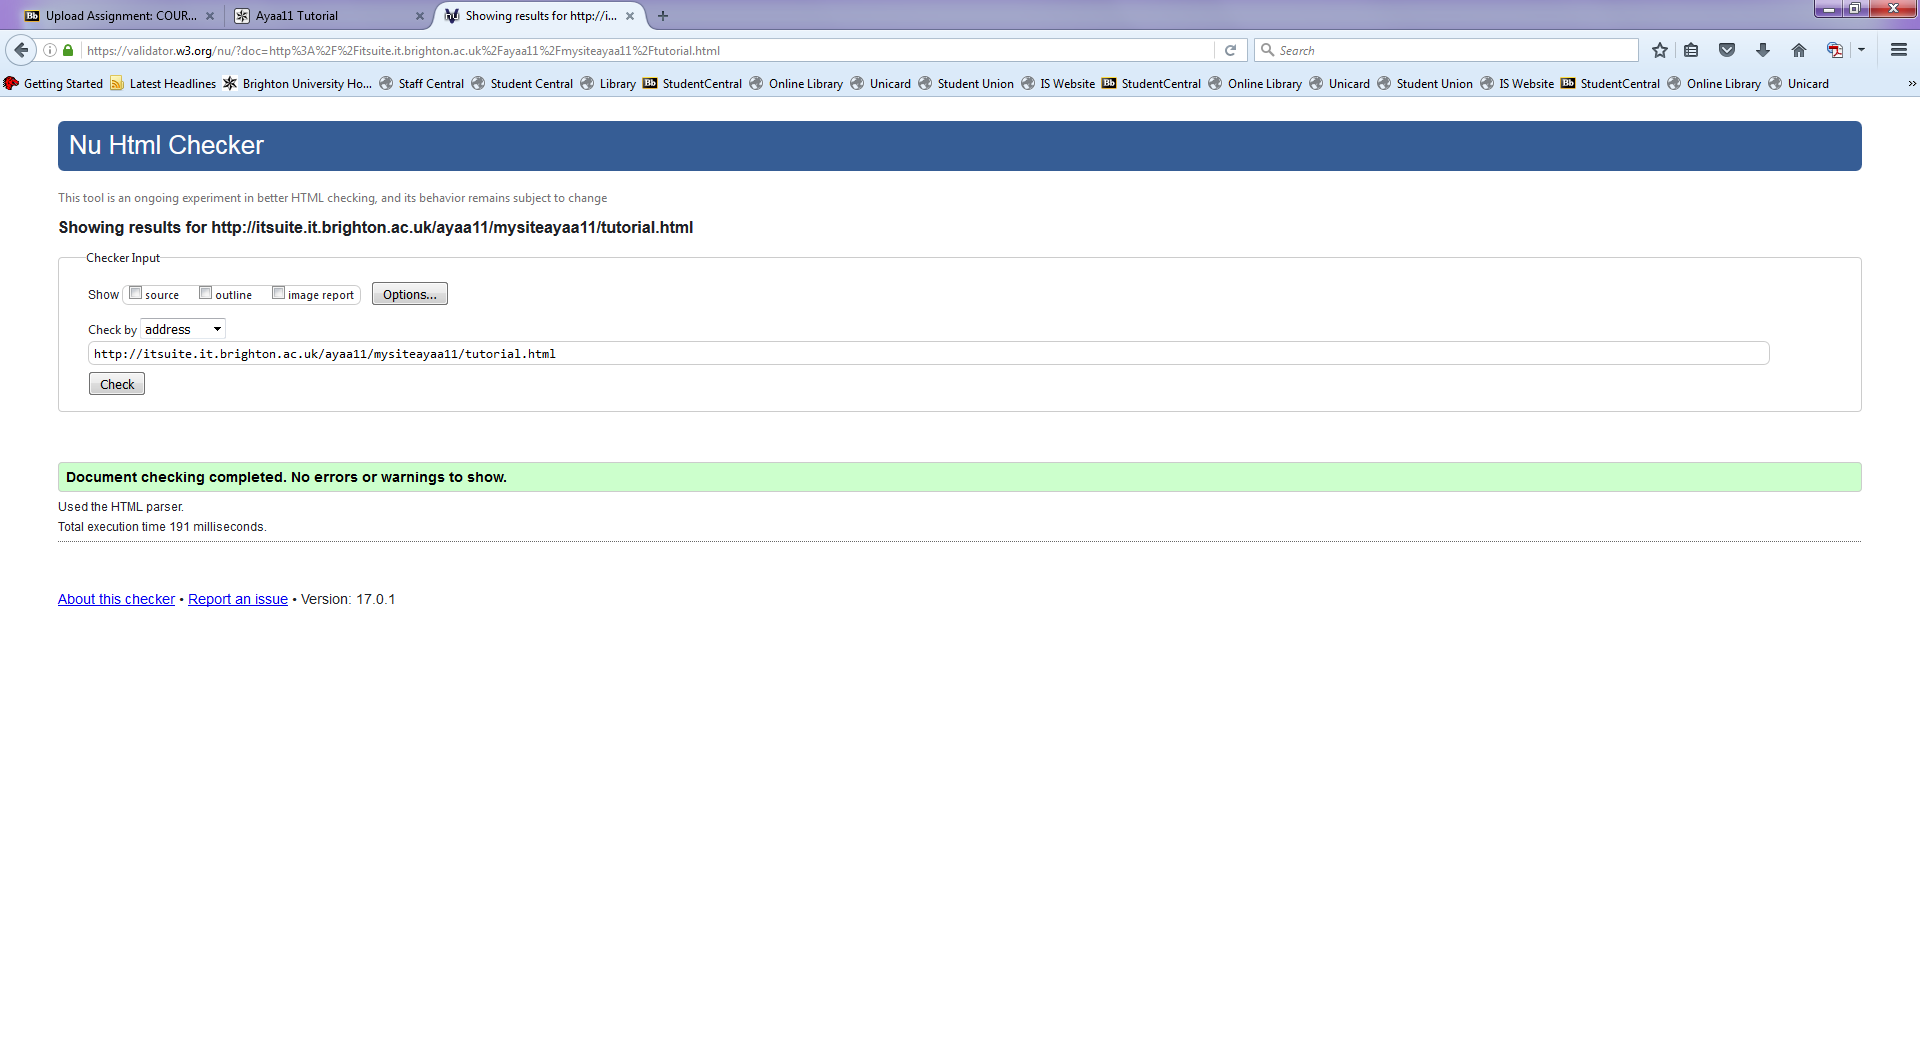 Upload Assignment: COUR...
Ayaa11 Tutorial
Showing results for http://i...
https://validator.w3.org/nu/?doc=http%3A%2F%2Fitsuite.it.brighton.ac.uk%2Fayaa11%2Fmysiteayaa11%2Ftutorial.html
Search
Getting Started Latest Headlines Brighton University Ho... Staff Central Student Central Library StudentCentral Online Library Unicard Student Union IS Website StudentCentral Online Library Unicard Student Union IS Website StudentCentral Online Library Unicard »
Nu Html Checker
This tool is an ongoing experiment in better HTML checking, and its behavior remains subject to change
Showing results for http://itsuite.it.brighton.ac.uk/ayaa11/mysiteayaa11/tutorial.html
Checker Input
Show source outline image report Options...
Check by address
http://itsuite.it.brighton.ac.uk/ayaa11/mysiteayaa11/tutorial.html
Check
Document checking completed. No errors or warnings to show.
Used the HTML parser.
Total execution time 191 milliseconds.
About this checker • Report an issue • Version: 17.0.1